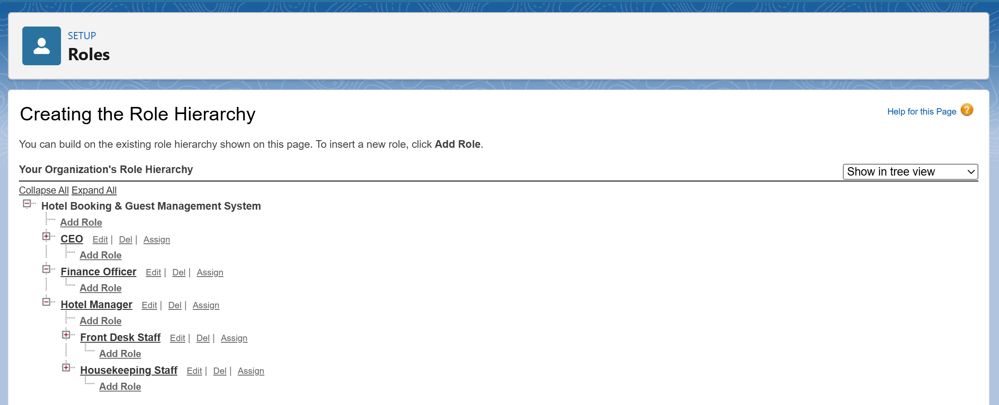 SETUP
Roles
Creating the Role Hierarchy
Help for this Page ?
You can build on the existing role hierarchy shown on this page. To insert a new role, click Add Role.
Your Organization's Role Hierarchy
Show in tree view
Collapse All Expand All
Hotel Booking & Guest Management System
Add Role
CEO Edit | Del | Assign
Add Role
Finance Officer Edit | Del | Assign
Add Role
Hotel Manager Edit | Del | Assign
Add Role
Front Desk Staff Edit | Del | Assign
Add Role
Housekeeping Staff Edit | Del | Assign
Add Role